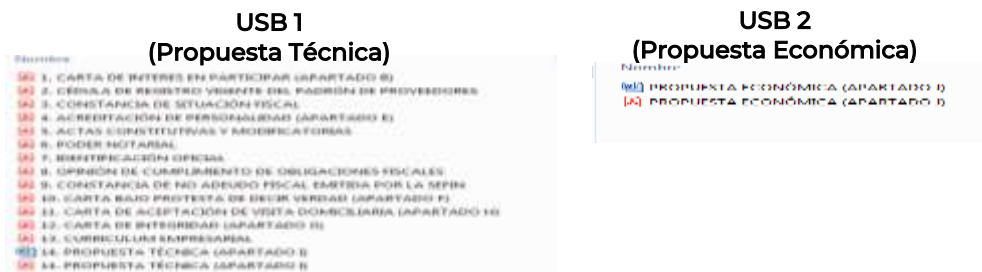 USB 1
(Propuesta Técnica)
Nombre
1. CARTA DE INTERES EN PARTICIPAR (APARTADO B)
2. CÉDULA DE REGISTRO VIGENTE DEL PADRÓN DE PROVEEDORES
3. CONSTANCIA DE SITUACIÓN FISCAL
4. ACREDITACIÓN DE PERSONALIDAD (APARTADO E)
5. ACTAS CONSTITUTIVAS Y MODIFICATORIAS
6. PODER NOTARIAL
7. IDENTIFICACIÓN OFICIAL
8. OPINIÓN DE CUMPLIMIENTO DE OBLIGACIONES FISCALES
9. CONSTANCIA DE NO ADEUDO FISCAL EMITIDA POR LA SEFIN
10. CARTA BAJO PROTESTA DE DECIR VERDAD (APARTADO F)
11. CARTA DE ACEPTACIÓN DE VISITA DOMICILIARIA (APARTADO H)
12. CARTA DE INTEGRIDAD (APARTADO G)
13. CURRICULUM EMPRESARIAL
14. PROPUESTA TÉCNICA (APARTADO I)
14. PROPUESTA TÉCNICA (APARTADO I)
USB 2
(Propuesta Económica)
Nombre
PROPUESTA ECONÓMICA (APARTADO J)
PROPUESTA ECONÓMICA (APARTADO J)